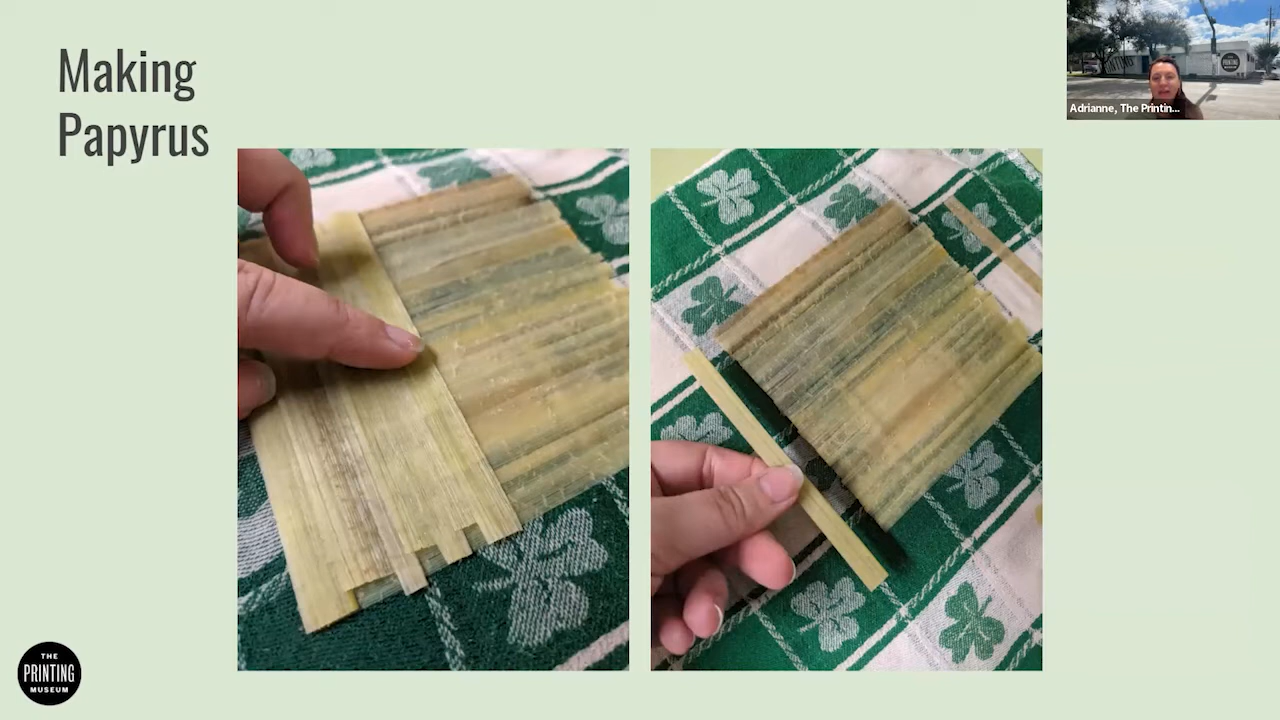 Making
Papyrus
Adrianne, The Printin...
THE
PRINTING
MUSEUM